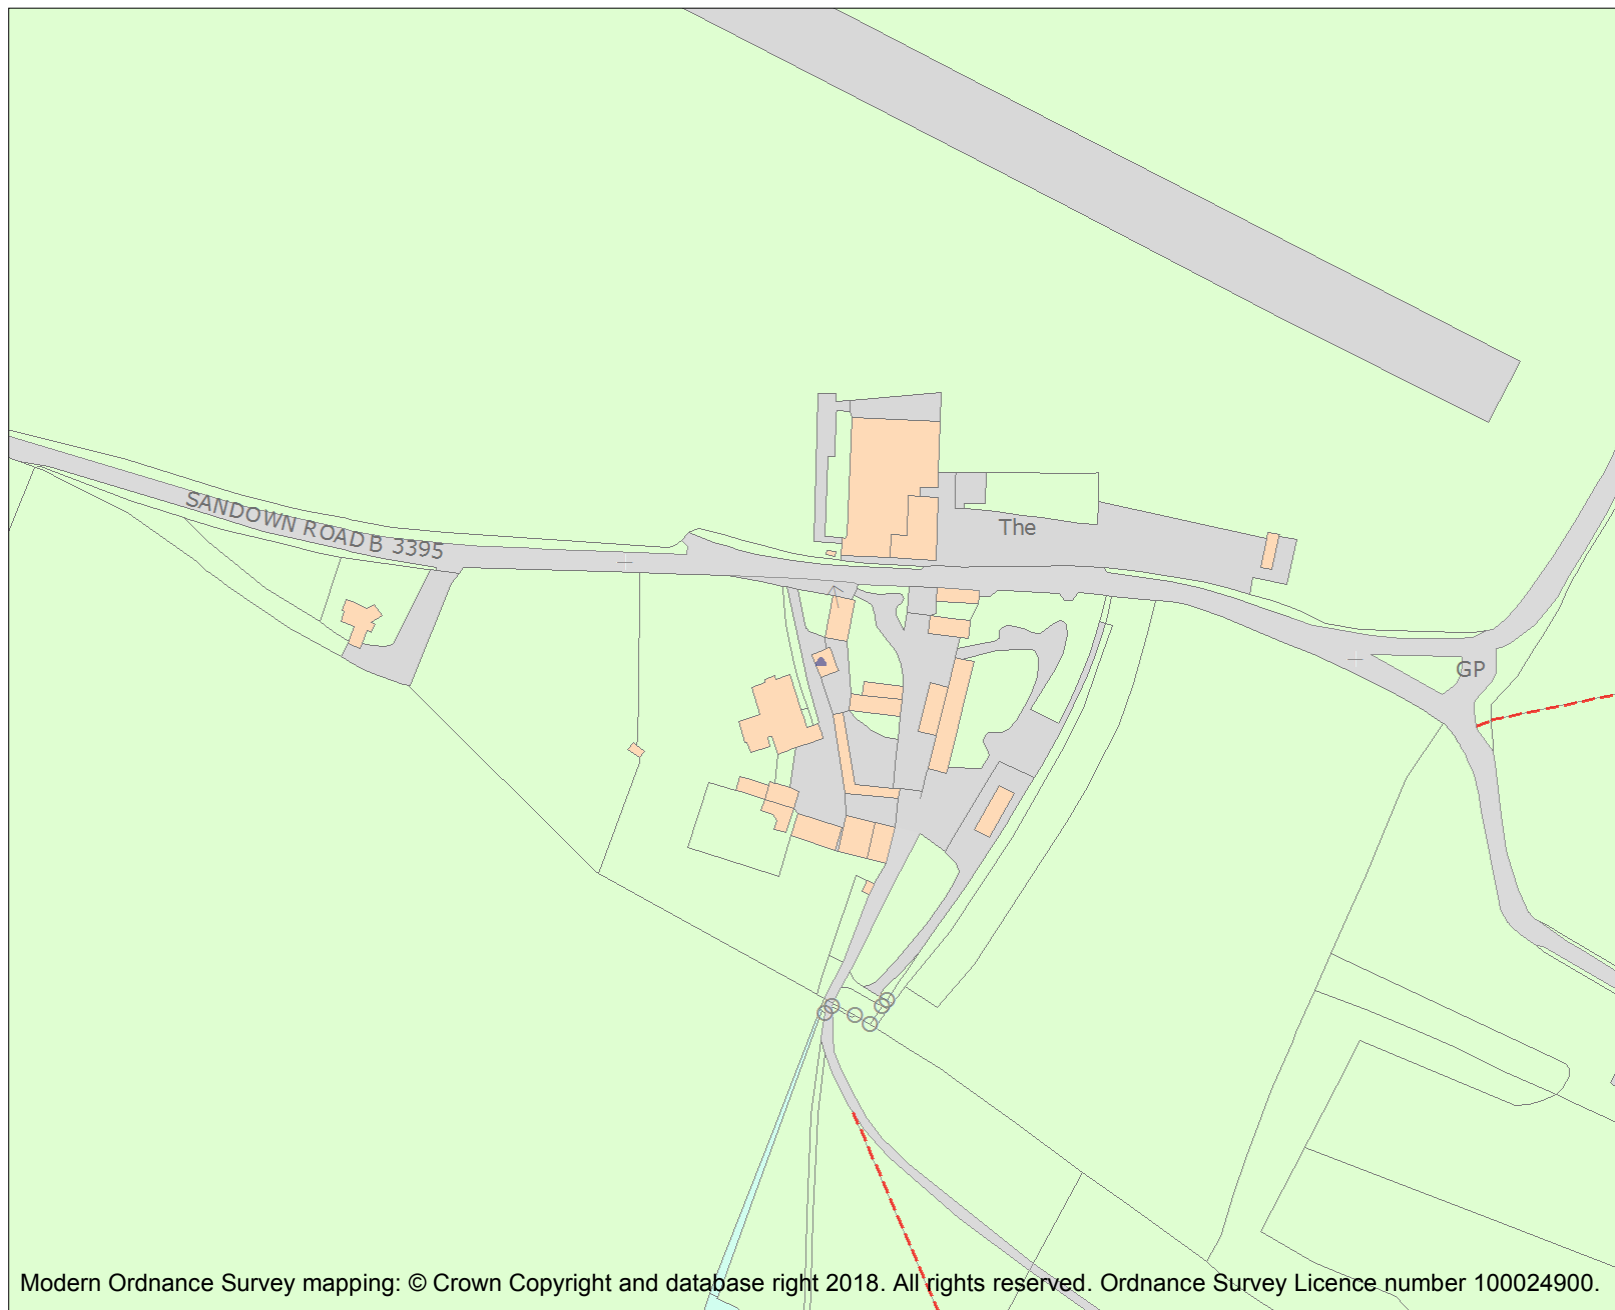 SANDOWN ROAD B 3395
The
GP
Modern Ordnance Survey mapping: © Crown Copyright and database right 2018. All rights reserved. Ordnance Survey Licence number 100024900.